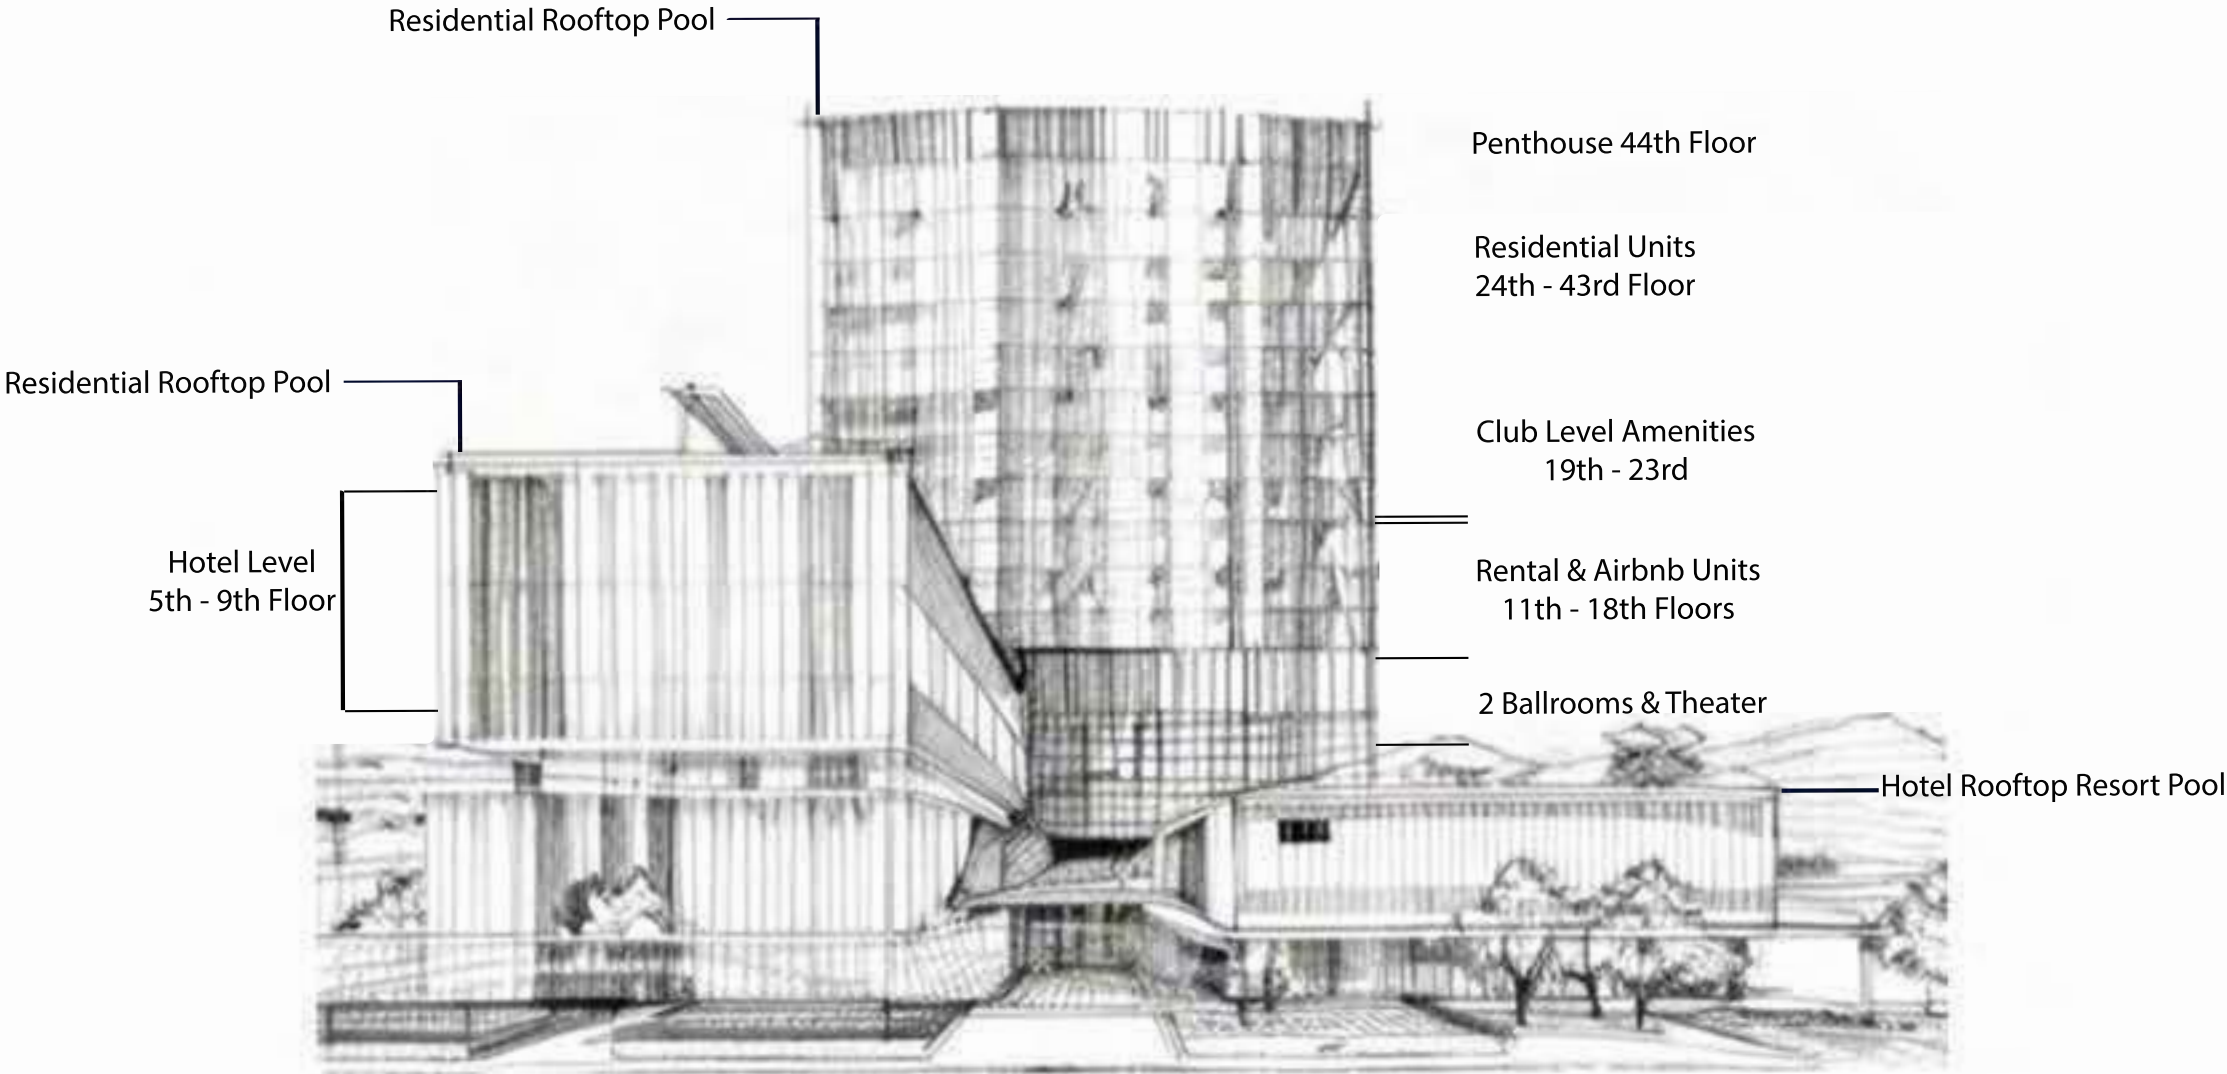 Residential Rooftop Pool
Penthouse 44th Floor
Residential Units
24th - 43rd Floor
Residential Rooftop Pool
Club Level Amenities
19th - 23rd
Hotel Level
5th - 9th Floor
Rental & Airbnb Units
11th - 18th Floors
2 Ballrooms & Theater
Hotel Rooftop Resort Pool